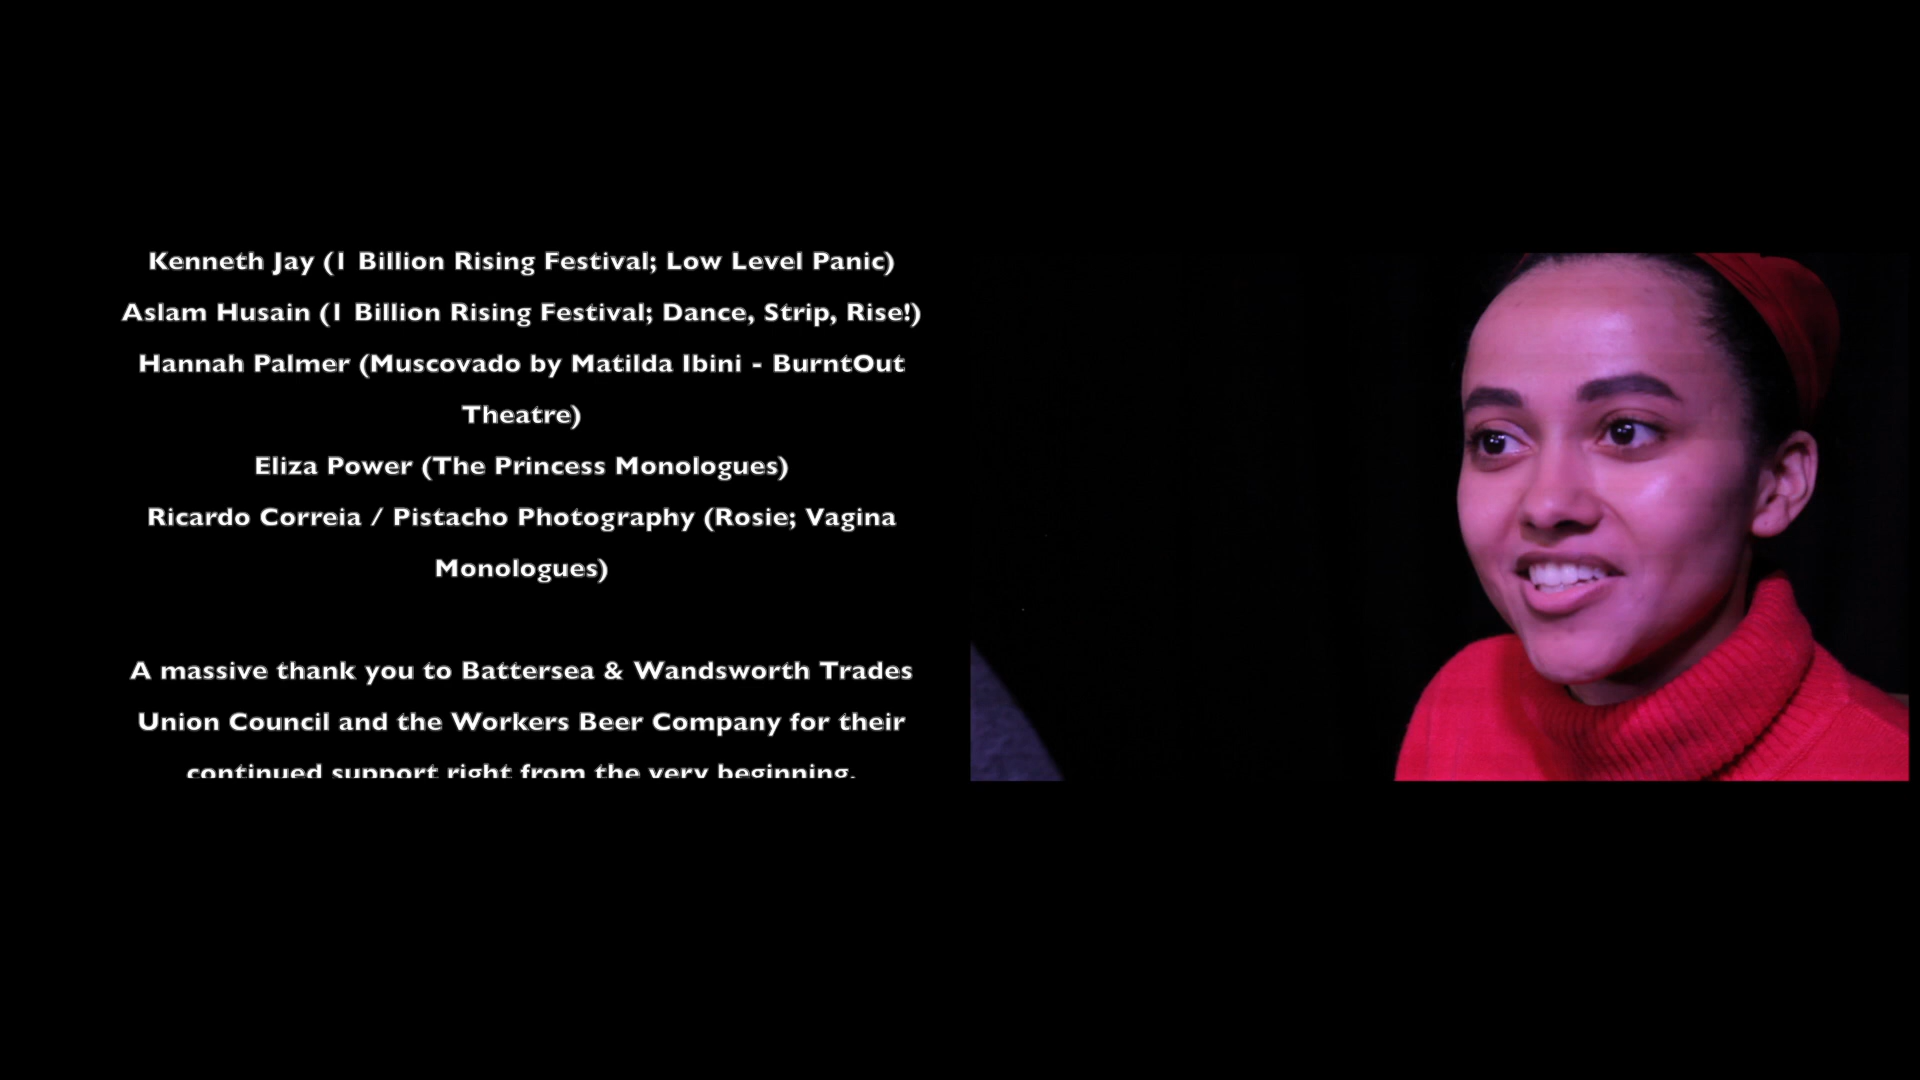 Kenneth Jay (1 Billion Rising Festival; Low Level Panic)
Aslam Husain (1 Billion Rising Festival; Dance, Strip, Rise!)
Hannah Palmer (Muscovado by Matilda Ibini - BurntOut
Theatre)
Eliza Power (The Princess Monologues)
Ricardo Correia / Pistacho Photography (Rosie; Vagina
Monologues)
A massive thank you to Battersea & Wandsworth Trades
Union Council and the Workers Beer Company for their
continued support right from the very beginning.